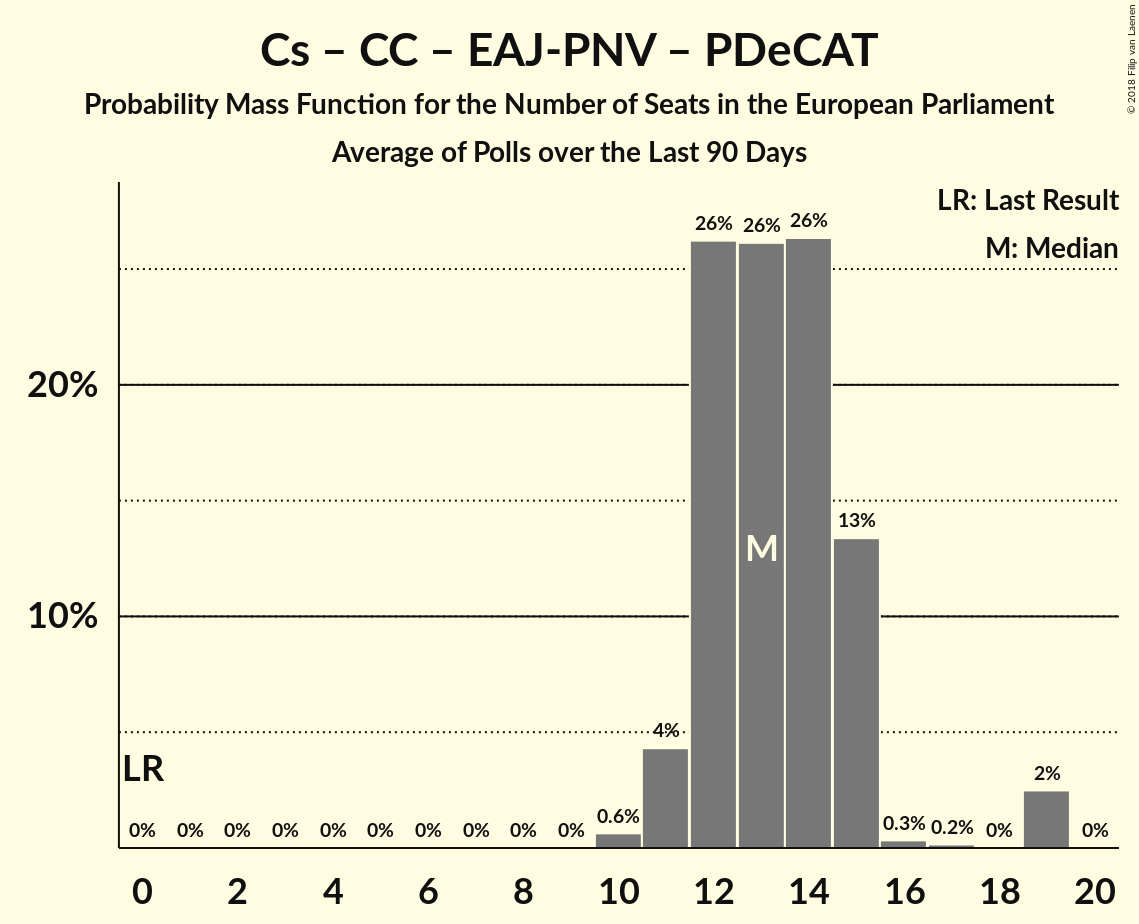 Cs – CC – EAJ-PNV – PDeCAT
Probability Mass Function for the Number of Seats in the European Parliament
Average of Polls over the Last 90 Days
© 2018 Filip van Laenen
LR: Last Result
M: Median
26% 26% 26%
20%
13%
M
10%
4%
LR
2%
0% 0% 0% 0% 0% 0% 0% 0% 0% 0% 0.6% 0.3% 0.2% 0% 0%
0 2 4 6 8 10 12 14 16 18 20